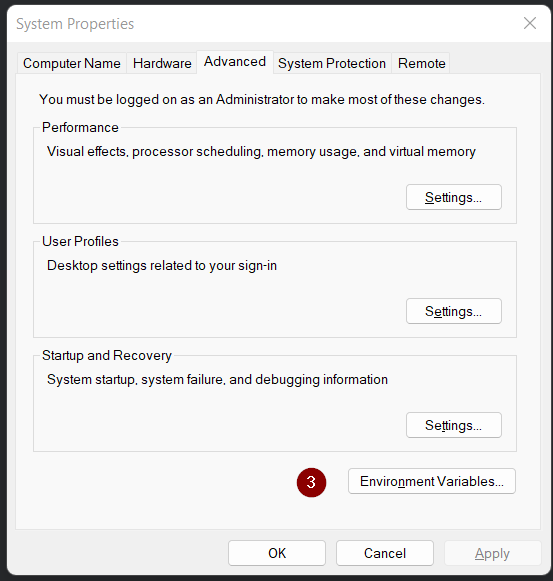 System Properties
Computer Name Hardware Advanced System Protection Remote
You must be logged on as an Administrator to make most of these changes.
Performance
Visual effects, processor scheduling, memory usage, and virtual memory
Settings...
User Profiles
Desktop settings related to your sign-in
Settings...
Startup and Recovery
System startup, system failure, and debugging information
Settings...
3 Environment Variables...
OK Cancel Apply